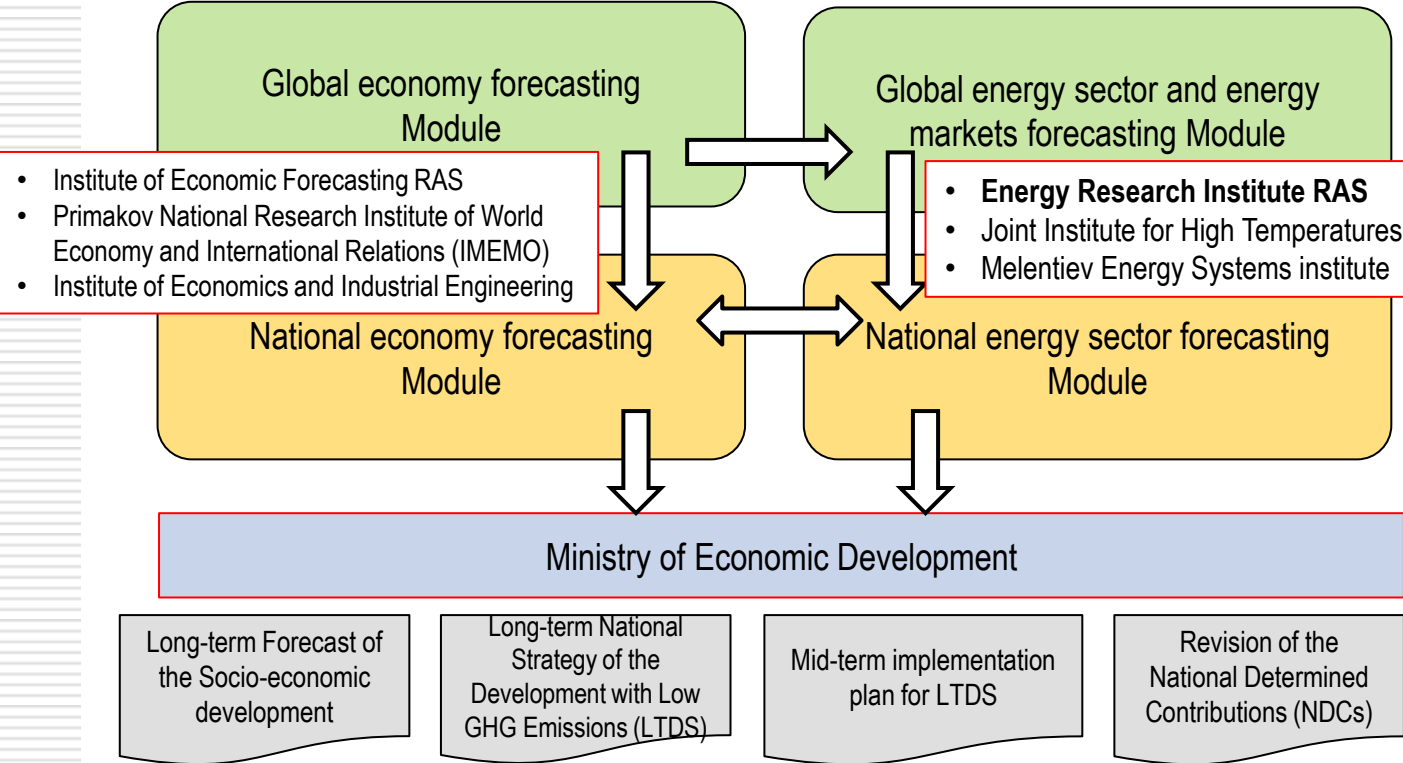 Global economy forecasting
Module
Global energy sector and energy
markets forecasting Module
• Institute of Economic Forecasting RAS
• Primakov National Research Institute of World
Economy and International Relations (IMEMO)
• Institute of Economics and Industrial Engineering
• Energy Research Institute RAS
• Joint Institute for High Temperatures
• Melentiev Energy Systems institute
National economy forecasting
Module
National energy sector forecasting
Module
Ministry of Economic Development
Long-term Forecast of
the Socio-economic
development
Long-term National
Strategy of the
Development with Low
GHG Emissions (LTDS)
Mid-term implementation
plan for LTDS
Revision of the
National Determined
Contributions (NDCs)